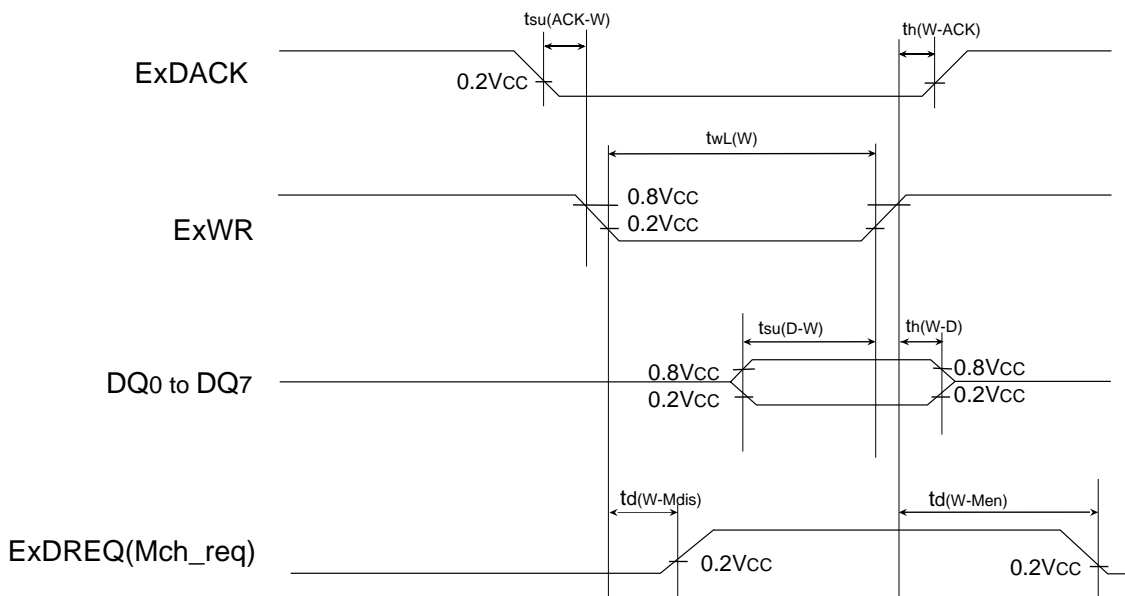 tsu(ACK-W)
th(W-ACK)
ExDACK
0.2VCC
twL(W)
0.8VCC
ExWR
0.2VCC
tsu(D-W)
th(W-D)
0.8VCC
0.8VCC
DQ0 to DQ7
0.2VCC
0.2VCC
td(W-Mdis)
td(W-Men)
ExDREQ(Mch_req)
0.2VCC
0.2VCC